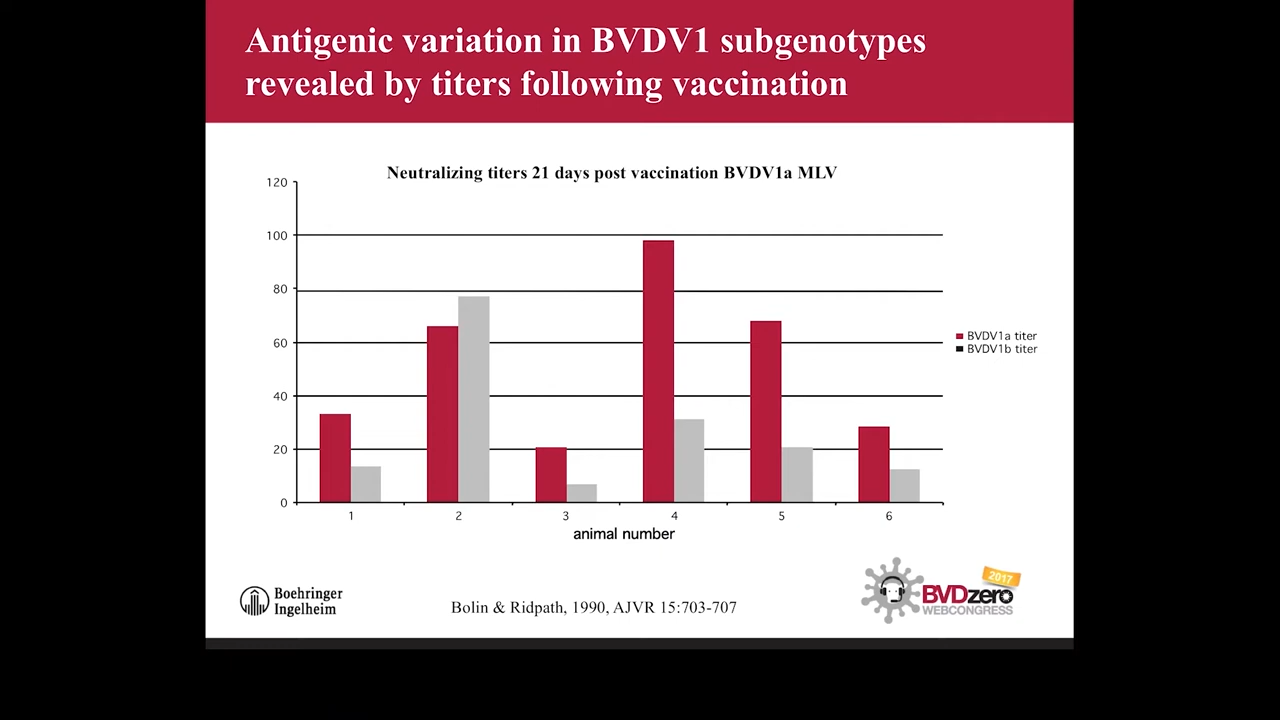 Antigenic variation in BVDV1 subgenotypes
revealed by titers following vaccination
Neutralizing titers 21 days post vaccination BVDV1a MLV
120
100
80
60
40
20
0
BVDV1a titer
BVDV1b titer
1 2 3 4 5 6
animal number
Boehringer
Ingelheim
Bolin & Ridpath, 1990, AJVR 15:703-707
2017
BVDzero
WEBCONGRESS